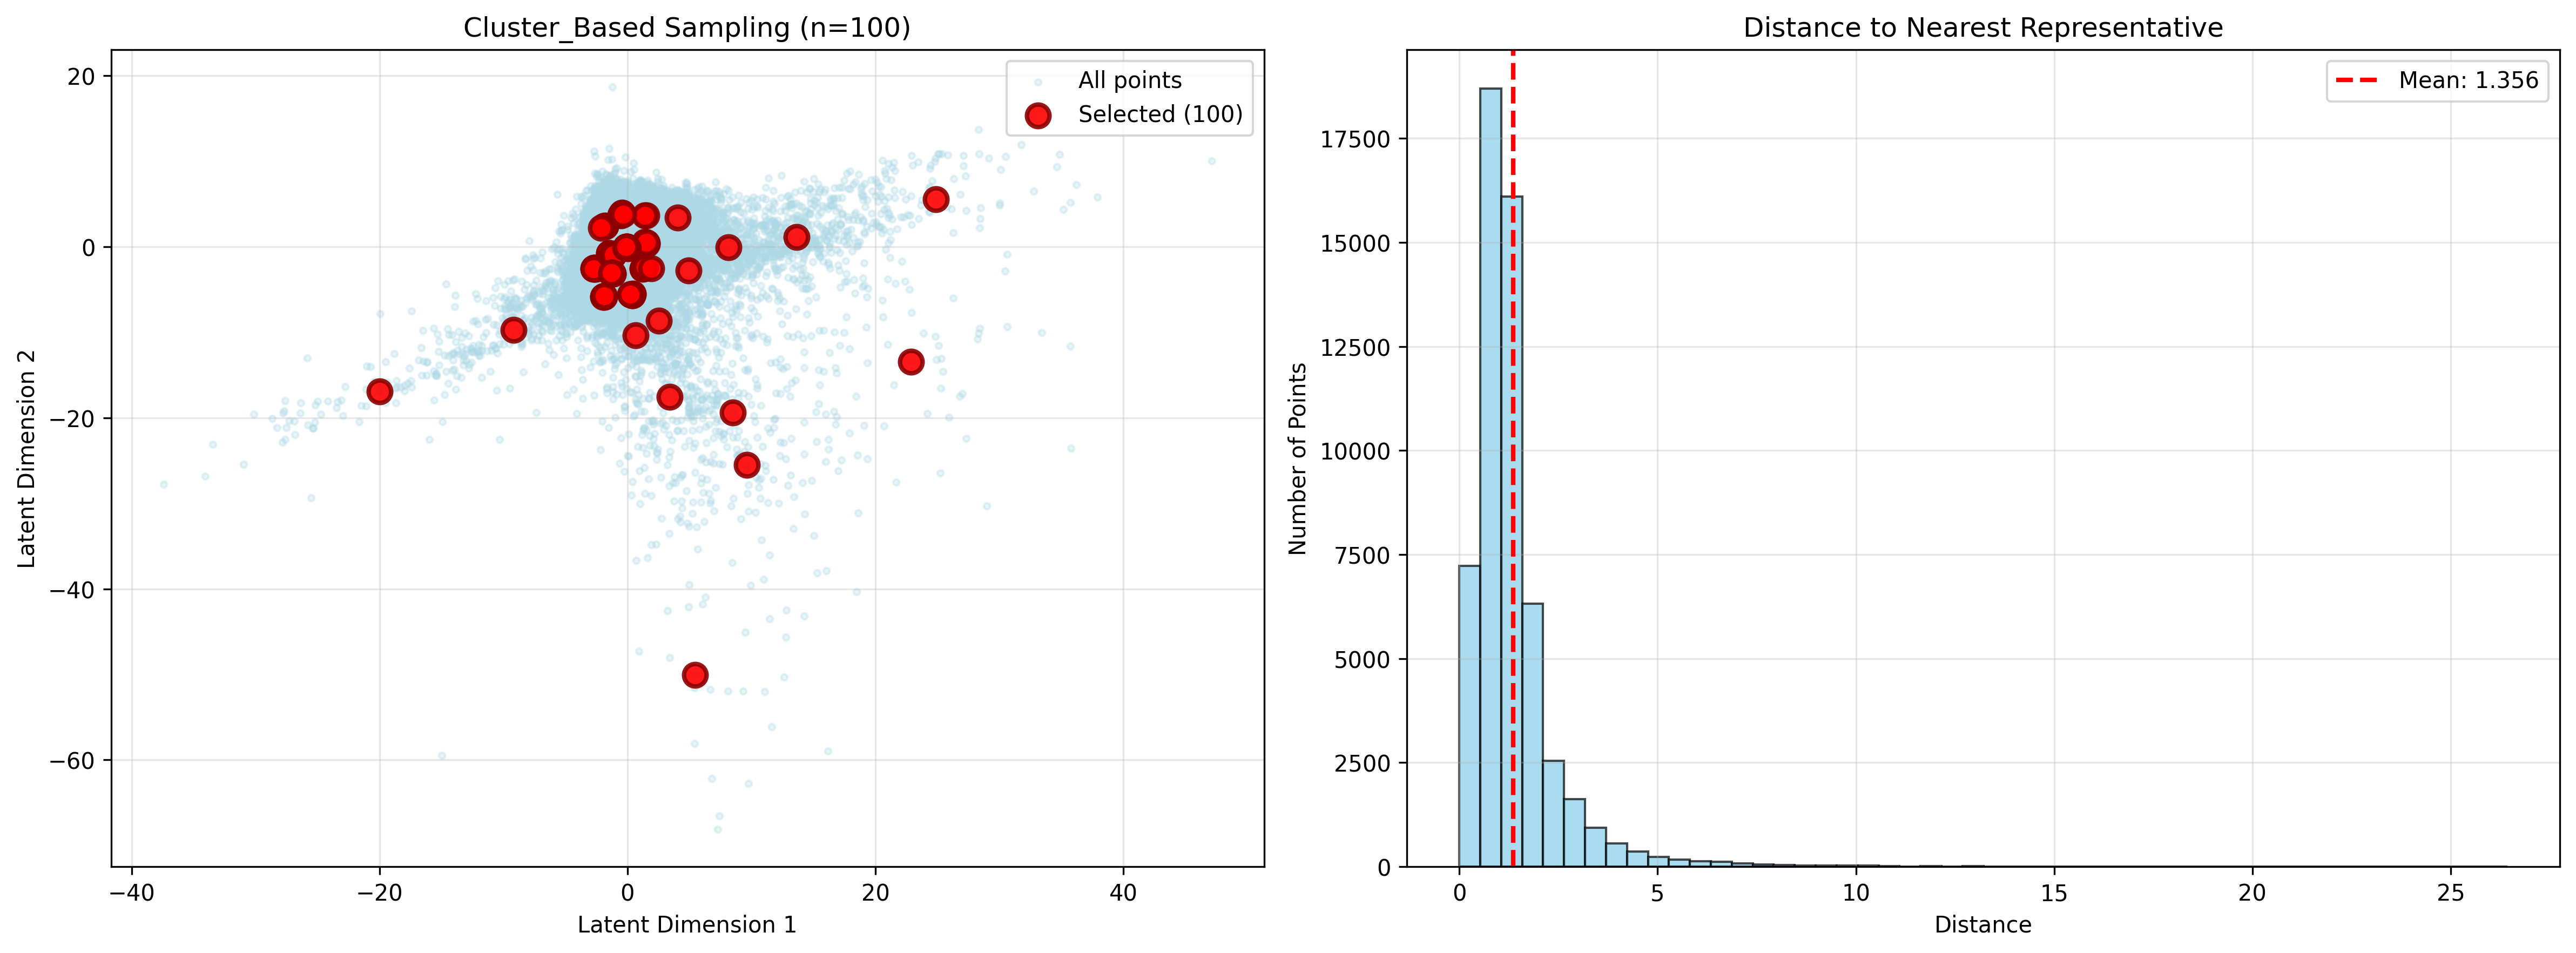 Cluster_Based Sampling (n=100)
All points
Selected (100)
20
0
−20
−40
−60
Latent Dimension 2
−40
−20
0
20
40
Latent Dimension 1
Distance to Nearest Representative
Mean: 1.356
17500
15000
12500
10000
7500
5000
2500
0
Number of Points
0
5
10
15
20
25
Distance